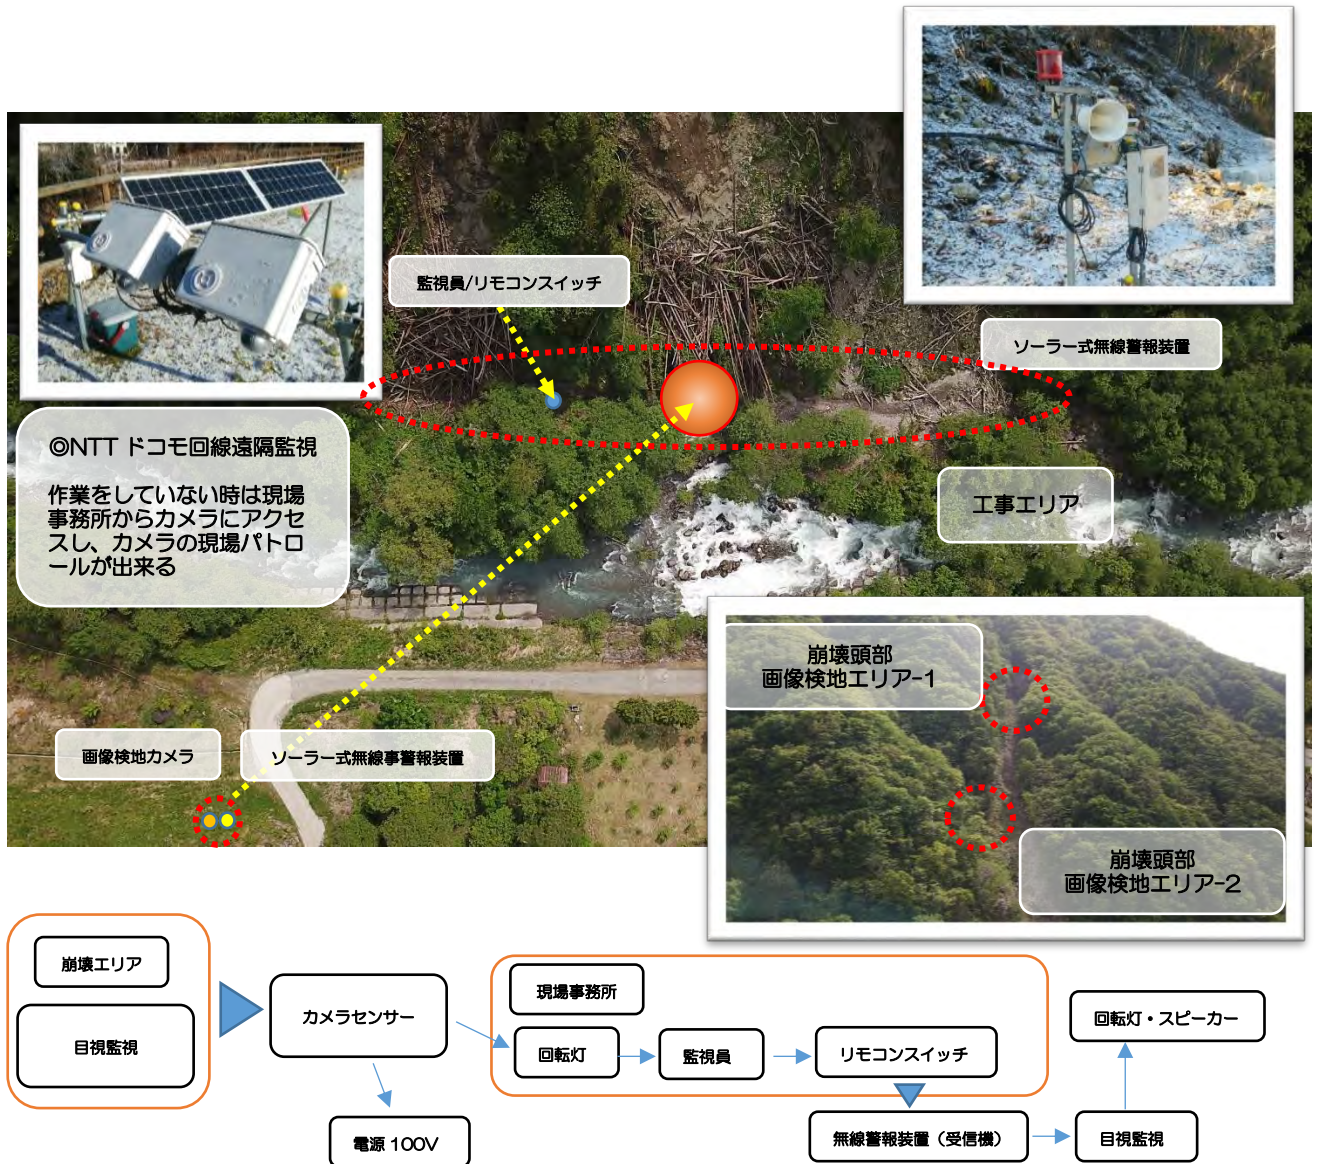 監視員/リモコンスイッチ
ソーラー式無線警報装置
◎NTT ドコモ回線遠隔監視
作業をしていない時は現場
事務所からカメラにアクセ
スし、カメラの現場パトロ
ールが出来る
工事エリア
崩壊頭部
画像検地エリア-1
画像検地カメラ
ソーラー式無線事警報装置
崩壊頭部
画像検地エリア-2
崩壊エリア
目視監視
カメラセンサー
電源 100V
現場事務所
回転灯
監視員
リモコンスイッチ
無線警報装置（受信機）
目視監視
回転灯・スピーカー